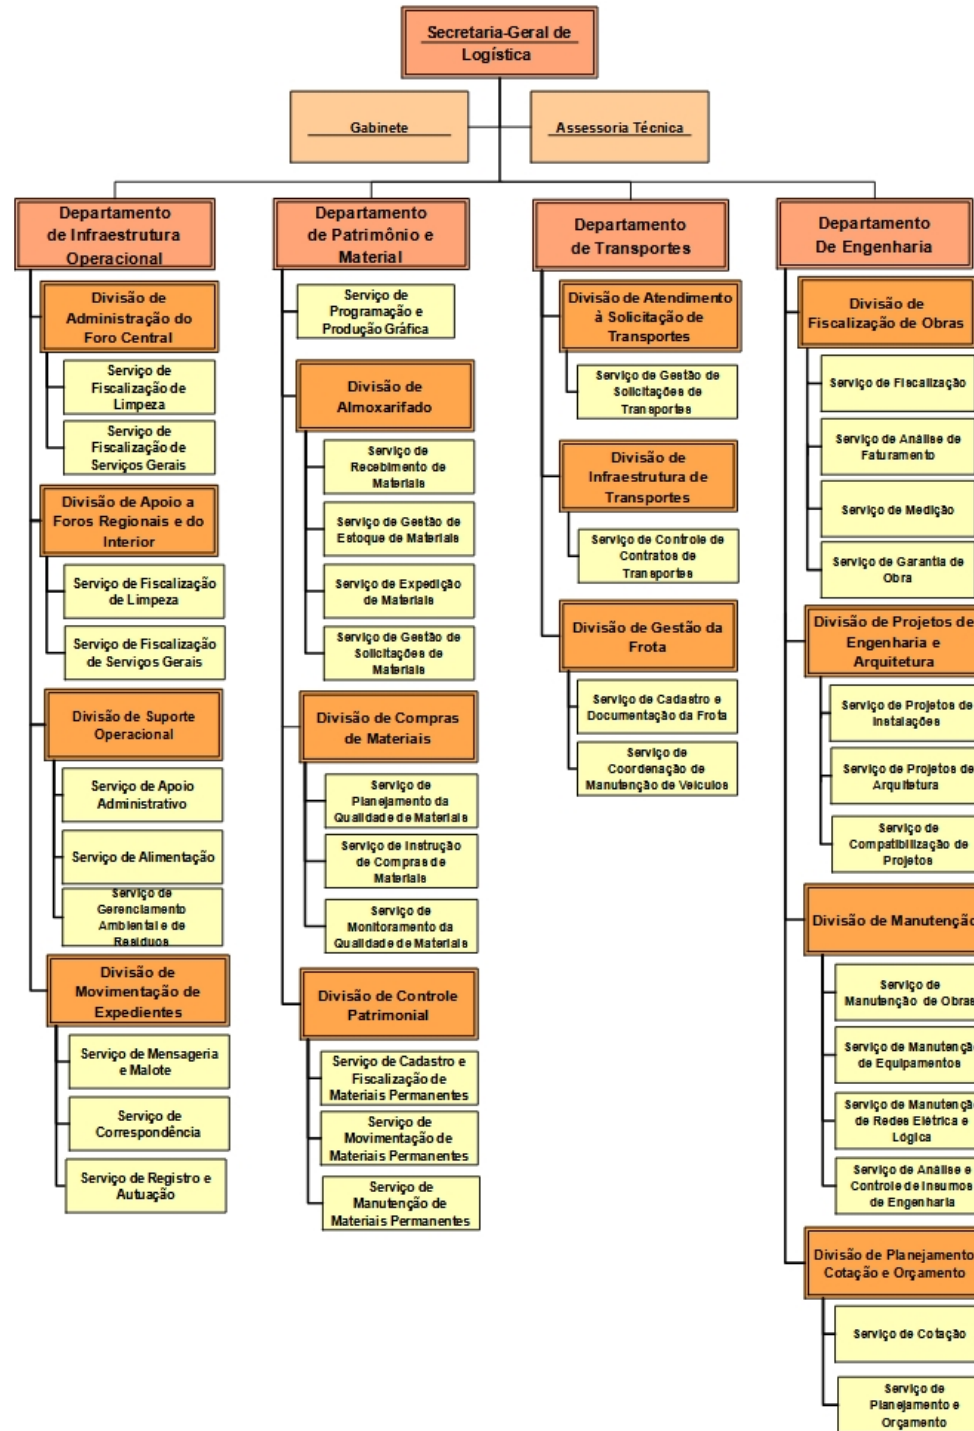 Secretaria-Geral de
Logística
Gabinete
Assessoria Técnica
Departamento
de Infraestrutura
Operacional
Divisão de
Administração do
Foro Central
Serviço de
Fiscalização de
Limpeza
Serviço de
Fiscalização de
Serviços Gerais
Divisão de Apoio a
Foros Regionais e do
Interior
Serviço de Fiscalização
de Limpeza
Serviço de Fiscalização
de Serviços Gerais
Divisão de Suporte
Operacional
Serviço de Apoio
Administrativo
Serviço de Alimentação
Serviço de
Gerenciamento
Ambiental e de
Resíduos
Divisão de
Movimentação de
Expedientes
Serviço de Mensageria
e Malote
Serviço de
Correspondência
Serviço de Registro e
Autuação
Departamento
de Patrimônio e
Material
Serviço de
Programação e
Produção Gráfica
Divisão de
Almoxarifado
Serviço de
Recebimento de
Materiais
Serviço de Gestão de
Estoque de Materiais
Serviço de Expedição
de Materiais
Serviço de Gestão de
Solicitações de
Materiais
Divisão de Compras
de Materiais
Serviço de
Planejamento da
Qualidade de Materiais
Serviço de Instrução
de Compras de
Materiais
Serviço de
Monitoramento da
Qualidade de Materiais
Divisão de Controle
Patrimonial
Serviço de Cadastro e
Fiscalização de
Materiais Permanentes
Serviço de
Movimentação de
Materiais Permanentes
Serviço de
Manutenção de
Materiais Permanentes
Departamento
de Transportes
Divisão de Atendimento
à Solicitação de
Transportes
Serviço de Gestão de
Solicitações de
Transportes
Divisão de
Infraestrutura de
Transportes
Serviço de Controle de
Contratos de
Transportes
Divisão de Gestão da
Frota
Serviço de Cadastro e
Documentação da Frota
Serviço de
Coordenação de
Manutenção de Veículos
Departamento
De Engenharia
Divisão de
Fiscalização de Obras
Serviço de Fiscalização
Serviço de Análise de
Faturamento
Serviço de Medição
Serviço de Garantia de
Obra
Divisão de Projetos de
Engenharia e
Arquitetura
Serviço de Projetos de
Instalações
Serviço de Projetos de
Arquitetura
Serviço de
Compatibilização de
Projetos
Divisão de Manutenção
Serviço de
Manutenção de Obras
Serviço de Manutençã
de Equipamentos
Serviço de Manutençã
de Redes Elétrica e
Lógica
Serviço de Análise e
Controle de Insumos
de Engenharia
Divisão de Planejamento
Cotação e Orçamento
Serviço de Cotação
Serviço de
Planejamento e
Orçamento